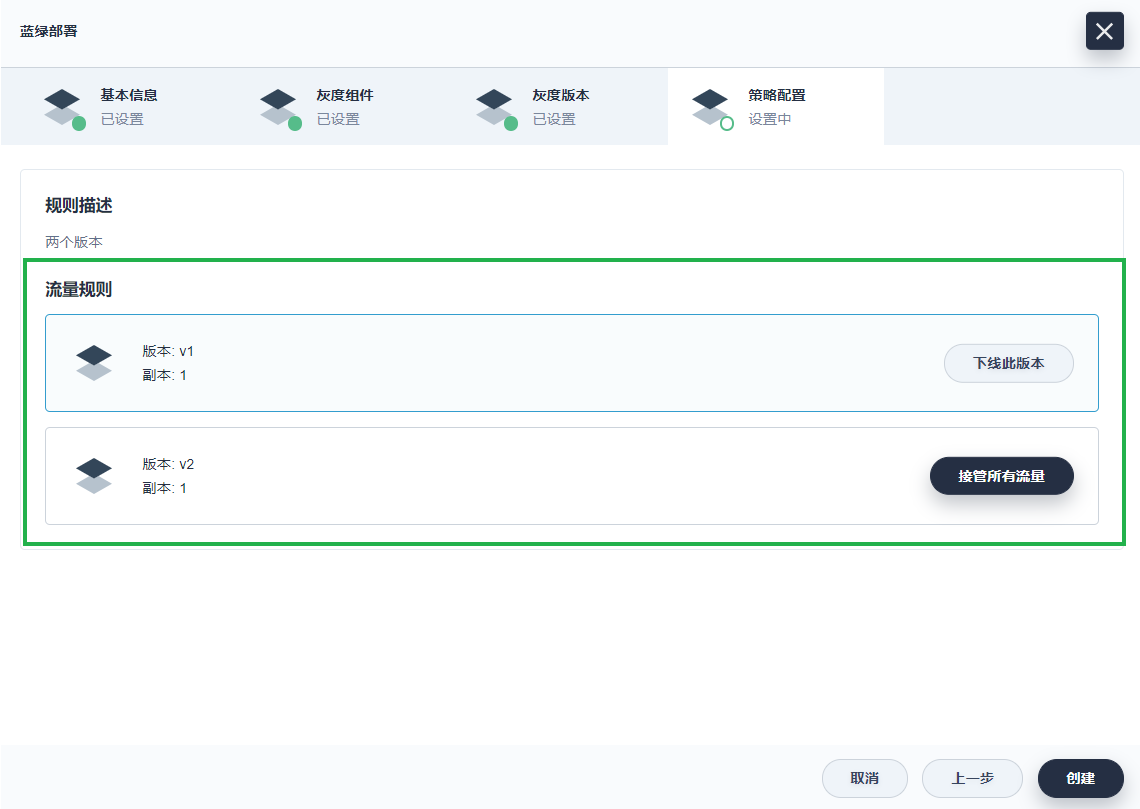 蓝绿部署
基本信息
已设置
灰度组件
已设置
灰度版本
已设置
策略配置
设置中
规则描述
两个版本
流量规则
版本: v1
副本: 1
下线此版本
版本: v2
副本: 1
接管所有流量
取消
上一步
创建